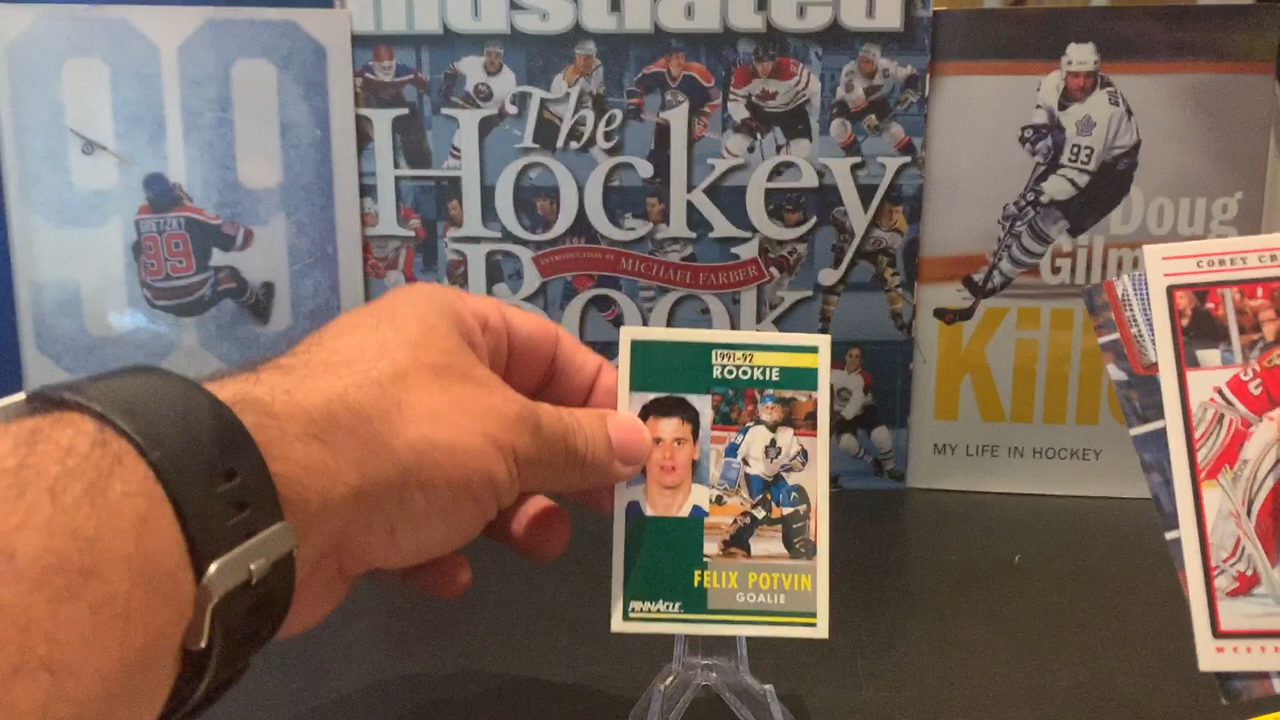 99
GRETZKY
99
Illustrated
The
Hockey
Book
INTRODUCTION BY MICHAEL FARBER
93
Doug
Gilm
Kill
MY LIFE IN HOCKEY
1991-92
ROOKIE
FELIX POTVIN
GOALIE
PINNACLE
COREY CR
50